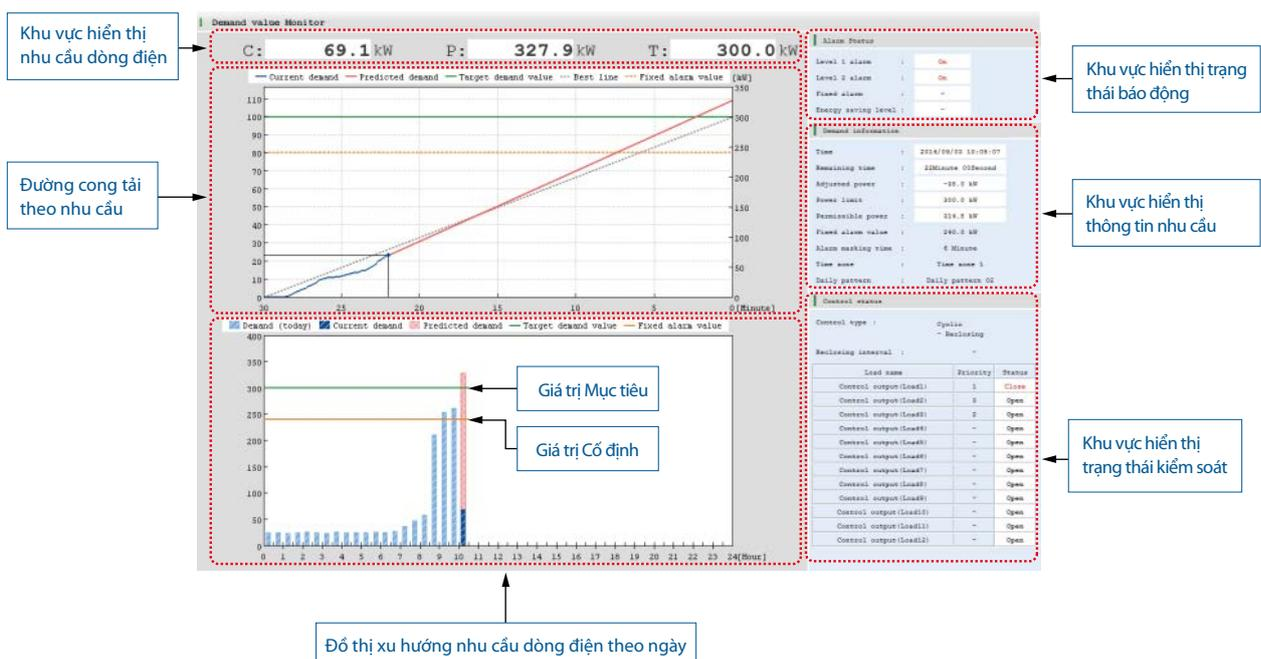 Demand value Monitor
Khu vực hiển thị
nhu cầu dòng điện
C: 69.1 kW P: 327.9 kW T: 300.0 kW
Current demand Predicted demand Target demand value Best line Fixed alarm value [kW]
110
100
90
80
70
60
50
40
30
20
10
0
350
300
250
200
150
100
50
0
30 25 20 15 10 5 0[Minute]
Đường cong tải
theo nhu cầu
Demand (today) Current demand Predicted demand Target demand value Fixed alarm value
400
350
300
250
200
150
100
50
0
0 1 2 3 4 5 6 7 8 9 10 11 12 13 14 15 16 17 18 19 20 21 22 23 24[Hour]
Giá trị Mục tiêu
Giá trị Cố định
Đồ thị xu hướng nhu cầu dòng điện theo ngày
Alarm Status
Level 1 alarm : On
Level 2 alarm : On
Fixed alarm : -
Energy saving level : -
Khu vực hiển thị trạng
thái báo động
Demand information
Time :
Remaining time : 22Minute
Adjusted power :
Power limit : 300.0 kW
Permissible power :
Fixed alarm value : 240.0 kW
Alarm masking time : 6 Minute
Time zone : Time zone 1
Daily pattern : Daily pattern 02
Khu vực hiển thị
thông tin nhu cầu
Control status
Control type : Cyclic
- Reclosing
Reclosing interval : -
Load name Priority Status
Control output(Load1) 1 Close
Control output(Load2) 3 Open
Control output(Load3) 2 Open
Control output(Load4) - Open
Control output(Load5) - Open
Control output(Load6) - Open
Control output(Load7) - Open
Control output(Load8) - Open
Control output(Load9) - Open
Control output(Load10) - Open
Control output(Load11) - Open
Control output(Load12) - Open
Khu vực hiển thị
trạng thái kiểm soát